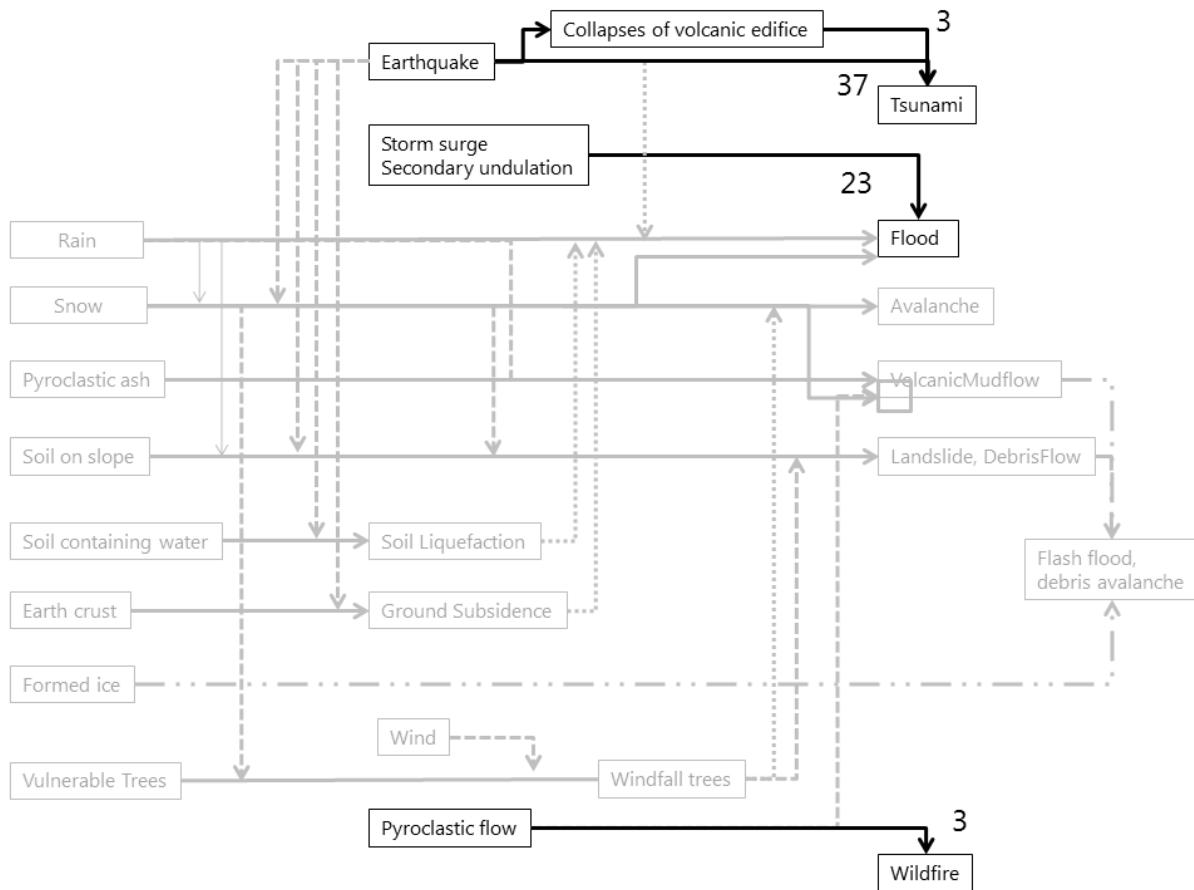 3
Collapses of volcanic edifice
Earthquake
37
Tsunami
Storm surge
Secondary undulation
23
Rain
Flood
Snow
Avalanche
Pyroclastic ash
VolcanicMudflow
Soil on slope
Landslide, DebrisFlow
Soil containing water
Soil Liquefaction
Flash flood,
debris avalanche
Earth crust
Ground Subsidence
Formed ice
Wind
Vulnerable Trees
Windfall trees
Pyroclastic flow
3
Wildfire